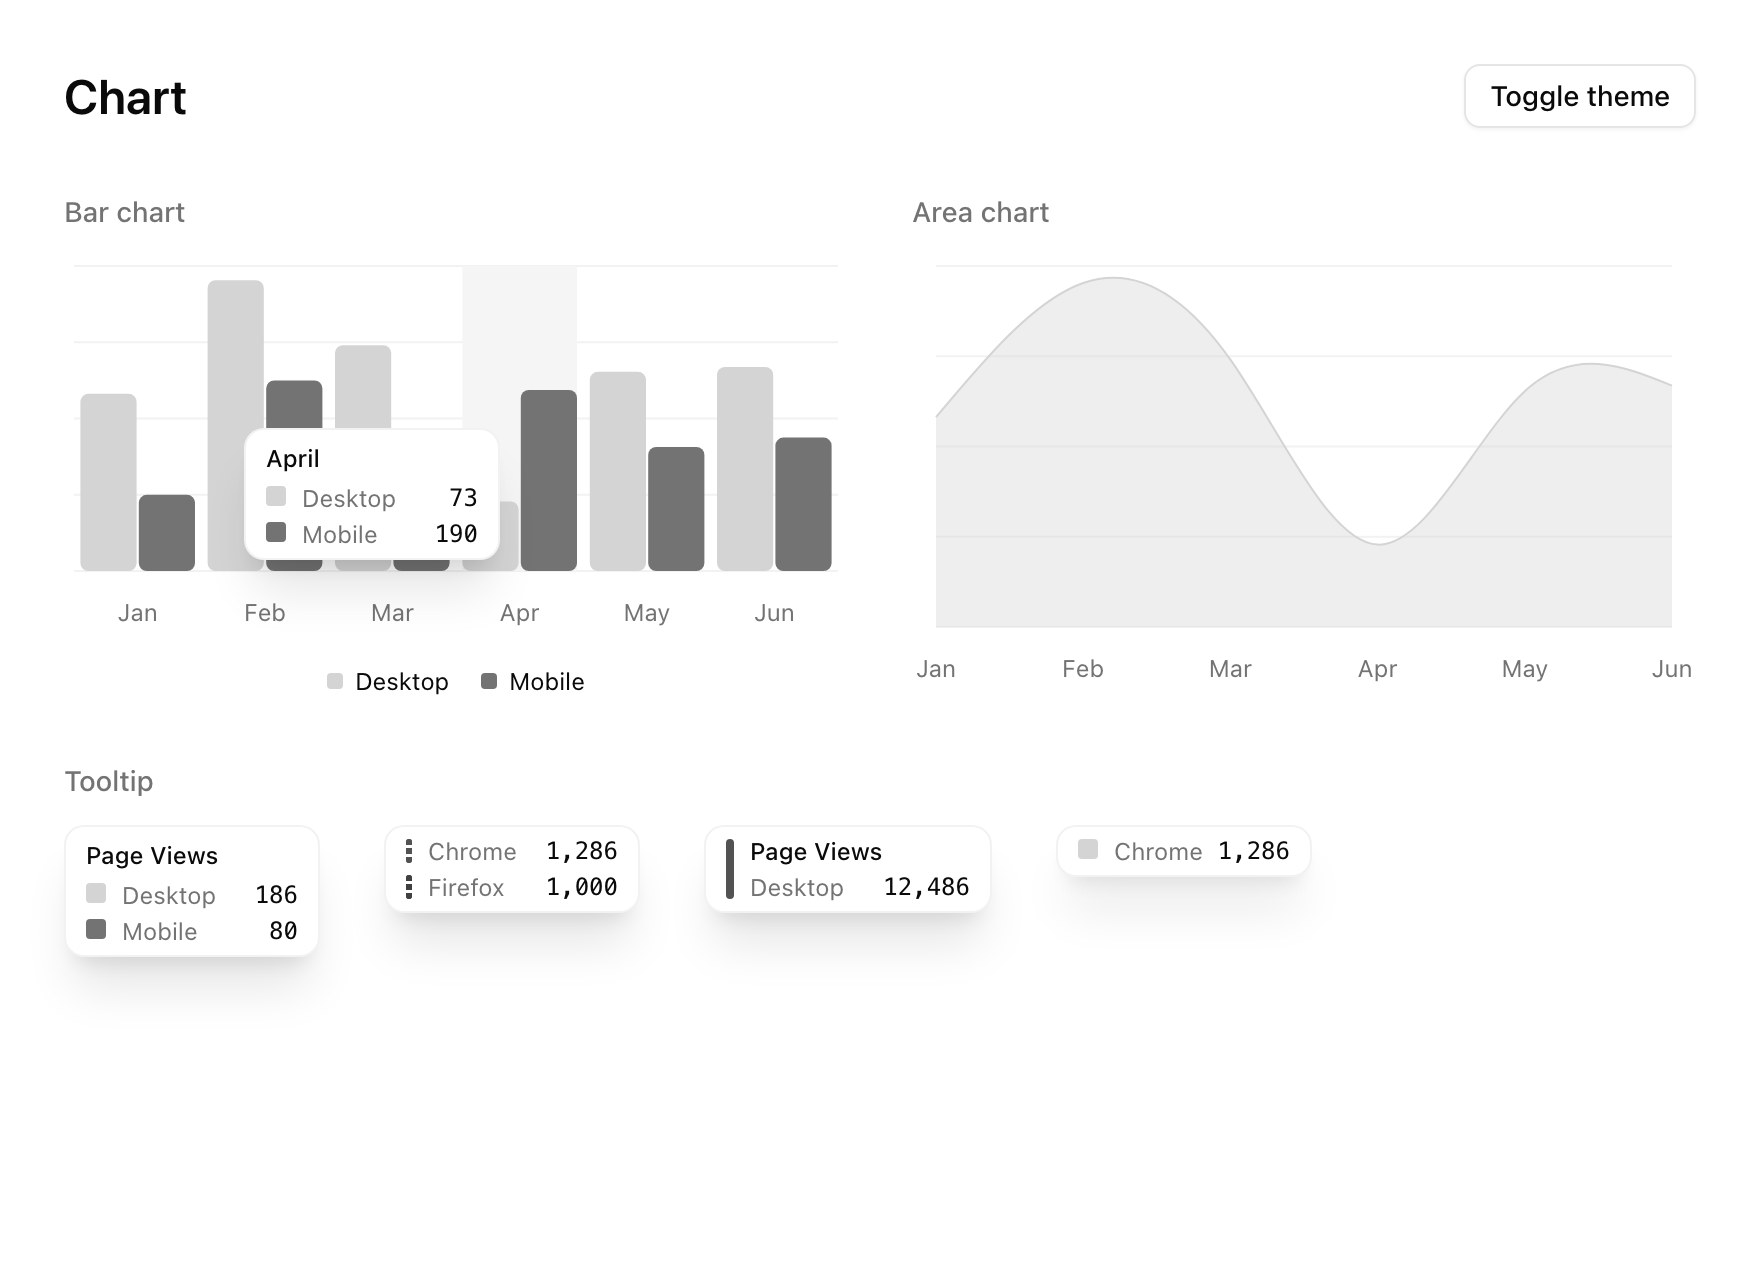 Chart
Toggle theme
Bar chart
April
Desktop 73
Mobile 190
Jan Feb Mar Apr May Jun
Desktop Mobile
Area chart
Jan Feb Mar Apr May Jun
Tooltip
Page Views
Desktop 186
Mobile 80
Chrome 1,286
Firefox 1,000
Page Views
Desktop 12,486
Chrome 1,286